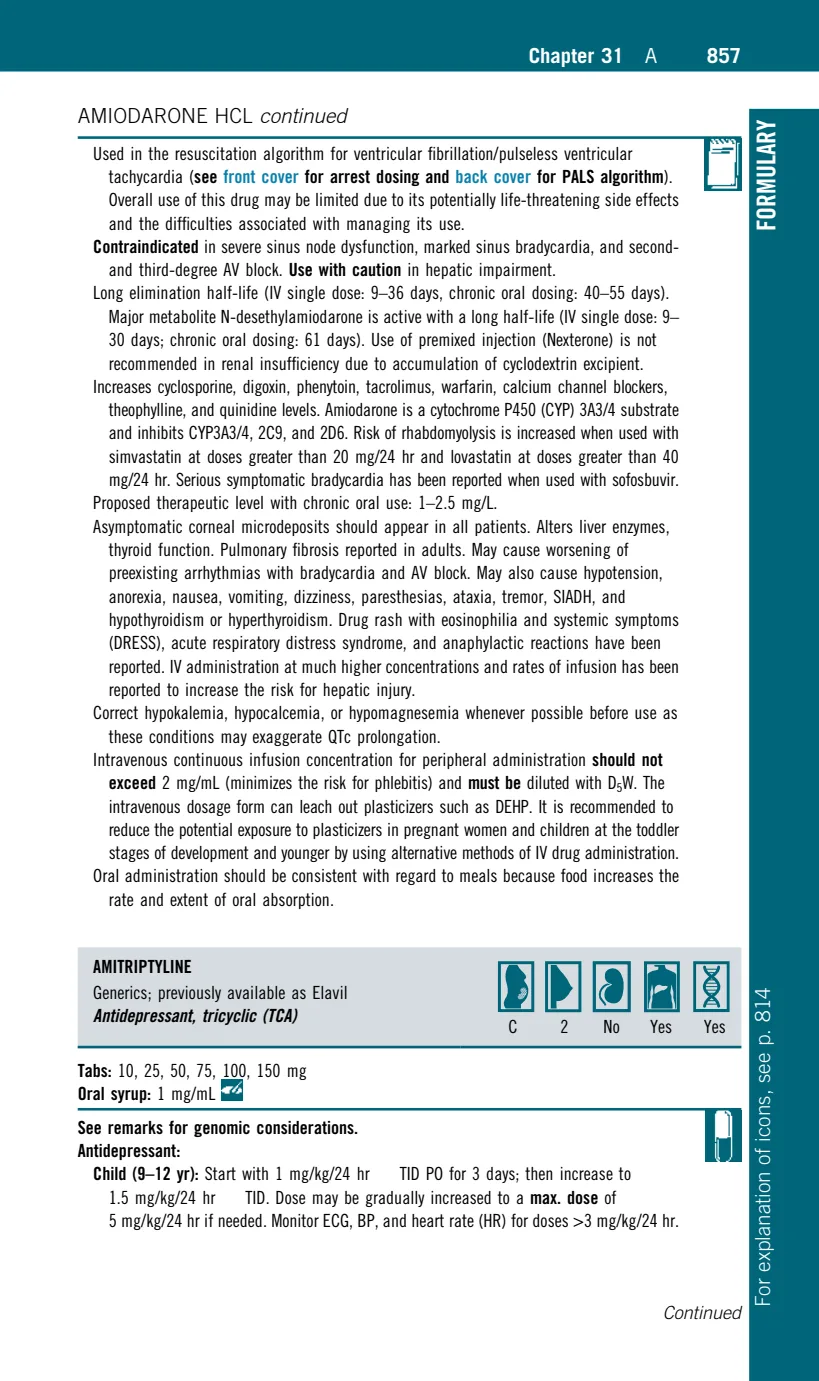 Chapter 31 A 857
AMIODARONE HCL continued
Used in the resuscitation algorithm for ventricular fibrillation/pulseless ventricular
tachycardia (see front cover for arrest dosing and back cover for PALS algorithm).
Overall use of this drug may be limited due to its potentially life-threatening side effects
and the difficulties associated with managing its use.
Contraindicated in severe sinus node dysfunction, marked sinus bradycardia, and second-
and third-degree AV block. Use with caution in hepatic impairment.
Long elimination half-life (IV single dose: 9–36 days, chronic oral dosing: 40–55 days).
Major metabolite N-desethylamiodarone is active with a long half-life (IV single dose: 9–
30 days; chronic oral dosing: 61 days). Use of premixed injection (Nexterone) is not
recommended in renal insufficiency due to accumulation of cyclodextrin excipient.
Increases cyclosporine, digoxin, phenytoin, tacrolimus, warfarin, calcium channel blockers,
theophylline, and quinidine levels. Amiodarone is a cytochrome P450 (CYP) 3A3/4 substrate
and inhibits CYP3A3/4, 2C9, and 2D6. Risk of rhabdomyolysis is increased when used with
simvastatin at doses greater than 20 mg/24 hr and lovastatin at doses greater than 40
mg/24 hr. Serious symptomatic bradycardia has been reported when used with sofosbuvir.
Proposed therapeutic level with chronic oral use: 1–2.5 mg/L.
Asymptomatic corneal microdeposits should appear in all patients. Alters liver enzymes,
thyroid function. Pulmonary fibrosis reported in adults. May cause worsening of
preexisting arrhythmias with bradycardia and AV block. May also cause hypotension,
anorexia, nausea, vomiting, dizziness, paresthesias, ataxia, tremor, SIADH, and
hypothyroidism or hyperthyroidism. Drug rash with eosinophilia and systemic symptoms
(DRESS), acute respiratory distress syndrome, and anaphylactic reactions have been
reported. IV administration at much higher concentrations and rates of infusion has been
reported to increase the risk for hepatic injury.
Correct hypokalemia, hypocalcemia, or hypomagnesemia whenever possible before use as
these conditions may exaggerate QTc prolongation.
Intravenous continuous infusion concentration for peripheral administration should not
exceed 2 mg/mL (minimizes the risk for phlebitis) and must be diluted with D₅W. The
intravenous dosage form can leach out plasticizers such as DEHP. It is recommended to
reduce the potential exposure to plasticizers in pregnant women and children at the toddler
stages of development and younger by using alternative methods of IV drug administration.
Oral administration should be consistent with regard to meals because food increases the
rate and extent of oral absorption.
AMITRIPTYLINE
Generics; previously available as Elavil
Antidepressant, tricyclic (TCA)
C 2 No Yes Yes
Tabs: 10, 25, 50, 75, 100, 150 mg
Oral syrup: 1 mg/mL
See remarks for genomic considerations.
Antidepressant:
Child (9–12 yr): Start with 1 mg/kg/24 hr TID PO for 3 days; then increase to
1.5 mg/kg/24 hr TID. Dose may be gradually increased to a max. dose of
5 mg/kg/24 hr if needed. Monitor ECG, BP, and heart rate (HR) for doses >3 mg/kg/24 hr.
Continued
FORMULARY
For explanation of icons, see p. 814